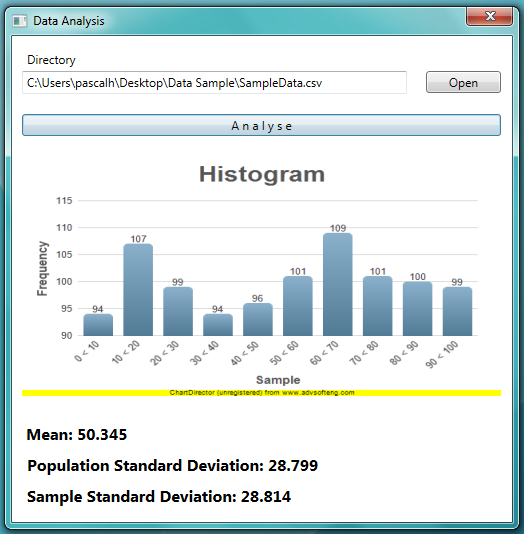 Data Analysis
Directory
C:\Users\pascalh\Desktop\Data Sample\SampleData.csv
Open
Analyse
Histogram
115
110
105
100
95
90
Frequency
94
107
99
94
96
101
109
101
100
99
0 < 10
10 < 20
20 < 30
30 < 40
40 < 50
50 < 60
60 < 70
70 < 80
80 < 90
90 < 100
Sample
ChartDirector (unregistered) from www.advsofteng.com
Mean: 50.345
Population Standard Deviation: 28.799
Sample Standard Deviation: 28.814